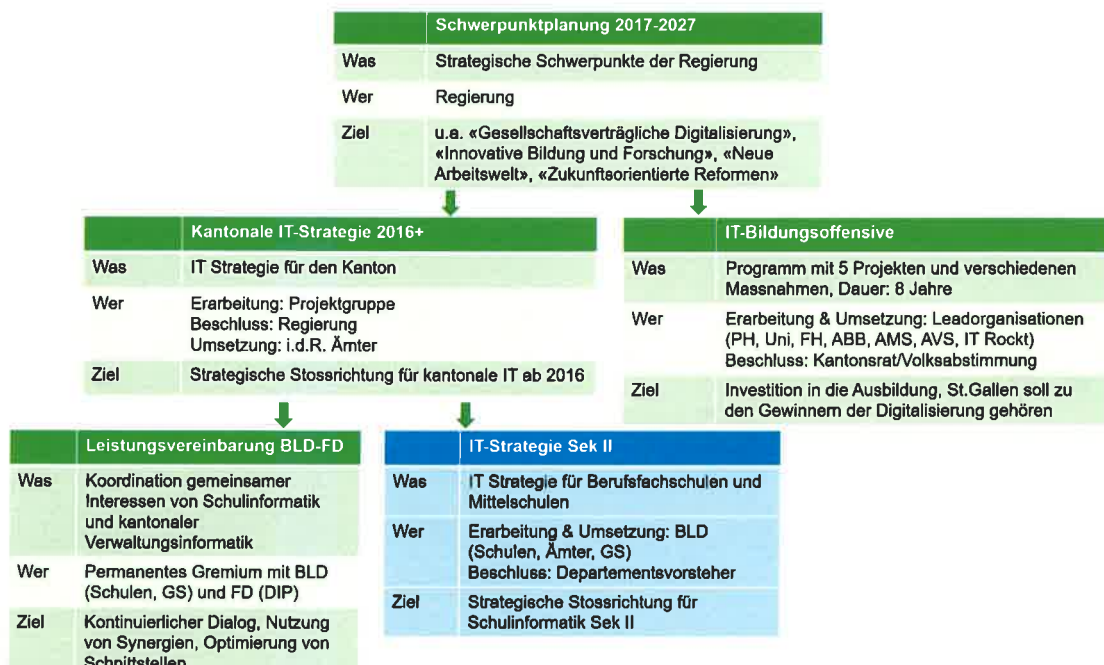 Schwerpunktplanung 2017-2027
Was Strategische Schwerpunkte der Regierung
Wer Regierung
Ziel u.a. «Gesellschaftsverträgliche Digitalisierung»,
«Innovative Bildung und Forschung», «Neue
Arbeitswelt», «Zukunftsorientierte Reformen»
Kantonale IT-Strategie 2016+
Was IT Strategie für den Kanton
Wer Erarbeitung: Projektgruppe
Beschluss: Regierung
Umsetzung: i.d.R. Ämter
Ziel Strategische Stossrichtung für kantonale IT ab 2016
IT-Bildungsoffensive
Was Programm mit 5 Projekten und verschiedenen
Massnahmen, Dauer: 8 Jahre
Wer Erarbeitung & Umsetzung: Leadorganisationen
(PH, Uni, FH, ABB, AMS, AVS, IT Rockt)
Beschluss: Kantonsrat/Volksabstimmung
Ziel Investition in die Ausbildung, St.Gallen soll zu
den Gewinnern der Digitalisierung gehören
Leistungsvereinbarung BLD-FD
Was Koordination gemeinsamer
Interessen von Schulinformatik
und kantonaler
Verwaltungsinformatik
Wer Permanentes Gremium mit BLD
(Schulen, GS) und FD (DIP)
Ziel Kontinuierlicher Dialog, Nutzung
von Synergien, Optimierung von
Schnittstellen
IT-Strategie Sek II
Was IT Strategie für Berufsfachschulen und
Mittelschulen
Wer Erarbeitung & Umsetzung: BLD
(Schulen, Ämter, GS)
Beschluss: Departementsvorsteher
Ziel Strategische Stossrichtung für
Schulinformatik Sek II